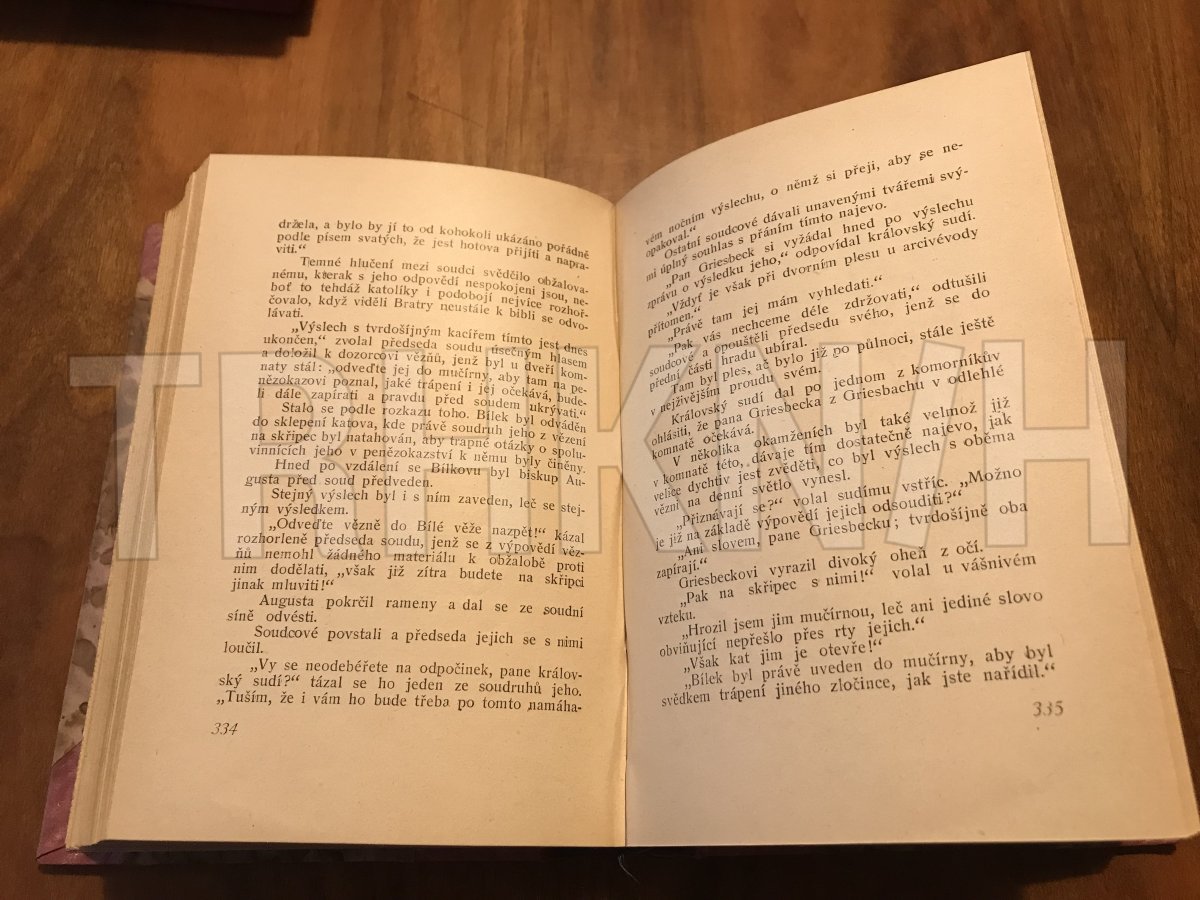 držela, a bylo by jí to od kohokoli ukázáno pořádně
podle písem svatých, že jest hotova přijíti a napra-
viti.“
Temné hlučení mezi soudci svědčilo obžalova-
nému, kterak s jeho odpovědí nespokojeni jsou, ne-
boť to tehdáž katolíky i podobojí nejvíce rozhoř-
čovalo, když viděli Bratry neustále k bibli se odvo-
lávati.
„Výslech s tvrdošíjným kacířem tímto jest dnes
ukončen,“ zvolal předseda soudu úsečným hlasem
a doložil k dozorcovi vězňů, jenž byl u dveří kom-
naty stál: „odveďte jej do mučírny, aby tam na pe-
nězokazovi poznal, jaké trápení i jej očekává, bude-
li dále zapírati a pravdu před soudem ukrývati.“
Stalo se podle rozkazu toho. Bílek byl odváděn
do sklepení katova, kde právě soudruh jeho z vězení
na skřipec byl natahován, aby trapné otázky o spolu-
vinnících jeho v penězokazství k němu byly činěny.
Hned po vzdálení se Bílkovu byl biskup Au-
gusta před soud předveden.
Stejný výslech byl i s ním zaveden, leč se stej-
ným výsledkem.
„Odveďte vězně do Bílé věže nazpět!“ kázal
rozhorleně předseda soudu, jenž se z výpovědí věz-
ňů nemohl žádného materiálu k obžalobě proti
nim dodělati, „však již zítra budete na skřipci
jinak mluviti!“
Augusta pokrčil rameny a dal se ze soudní
síně odvésti.
Soudcové povstali a předseda jejich se s nimi
loučil.
„Vy se neodebéřete na odpočinek, pane králov-
ský sudí?“ tázal se ho jeden ze soudruhů jeho.
„Tuším, že i vám ho bude třeba po tomto namáha-
334
vém nočním výslechu, o němž si přeji, aby se ne-
opakoval.“
Ostatní soudcové dávali unavenými tvářemi svý-
mi úplný souhlas s přáním tímto najevo.
„Pan Griesbeck si vyžádal hned po výslechu
zprávu o výsledku jeho,“ odpovídal královský sudí.
„Vždyť je však při dvorním plesu u arcivévody
přítomen.“
„Právě tam jej mám vyhledati.“
„Pak vás nechceme déle zdržovati,“ odtušili
soudcové a opouštěli předsedu svého, jenž se do
přední části hradu ubíral.
Tam byl ples, ač bylo již po půlnoci, stále ještě
v nejživějším proudu svém.
Královský sudí dal po jednom z komorníkův
ohlásiti, že pana Griesbecka z Griesbachu v odlehlé
komnatě očekává.
V několika okamženích byl také velmož již
v komnatě této, dávaje tím dostatečně najevo, jak
velice dychtiv jest zvěděti, co byl výslech s oběma
vězni na denní světlo vynesl.
„Přiznávají se?“ volal sudímu vstříc. „Možno
je již na základě výpovědí jejich odsouditi?“
„Ani slovem, pane Griesbecku; tvrdošíjně oba
zapírají.“
Griesbeckovi vyrazil divoký oheň z očí.
„Pak na skřipec s nimi!“ volal u vášnivém
vzteku.
„Hrozil jsem jim mučírnou, leč ani jediné slovo
obviňující nepřešlo přes rty jejich.“
„Však kat jim je otevře!“
„Bílek byl právě uveden do mučírny, aby byl
svědkem trápení jiného zločince, jak jste nařídil.“
335
TRHKNIH